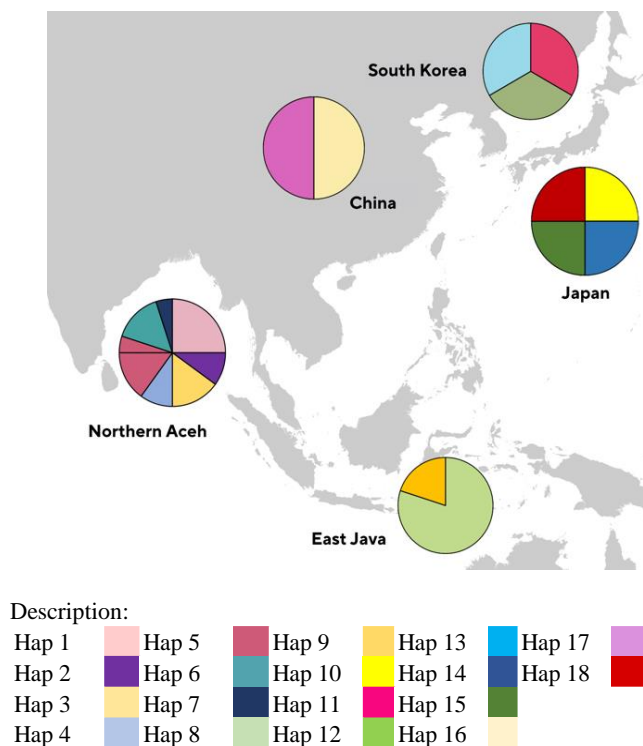 South Korea
China
Japan
Northern Aceh
East Java
Description:
Hap 1 Hap 5 Hap 9 Hap 13 Hap 17
Hap 2 Hap 6 Hap 10 Hap 14 Hap 18
Hap 3 Hap 7 Hap 11 Hap 15
Hap 4 Hap 8 Hap 12 Hap 16